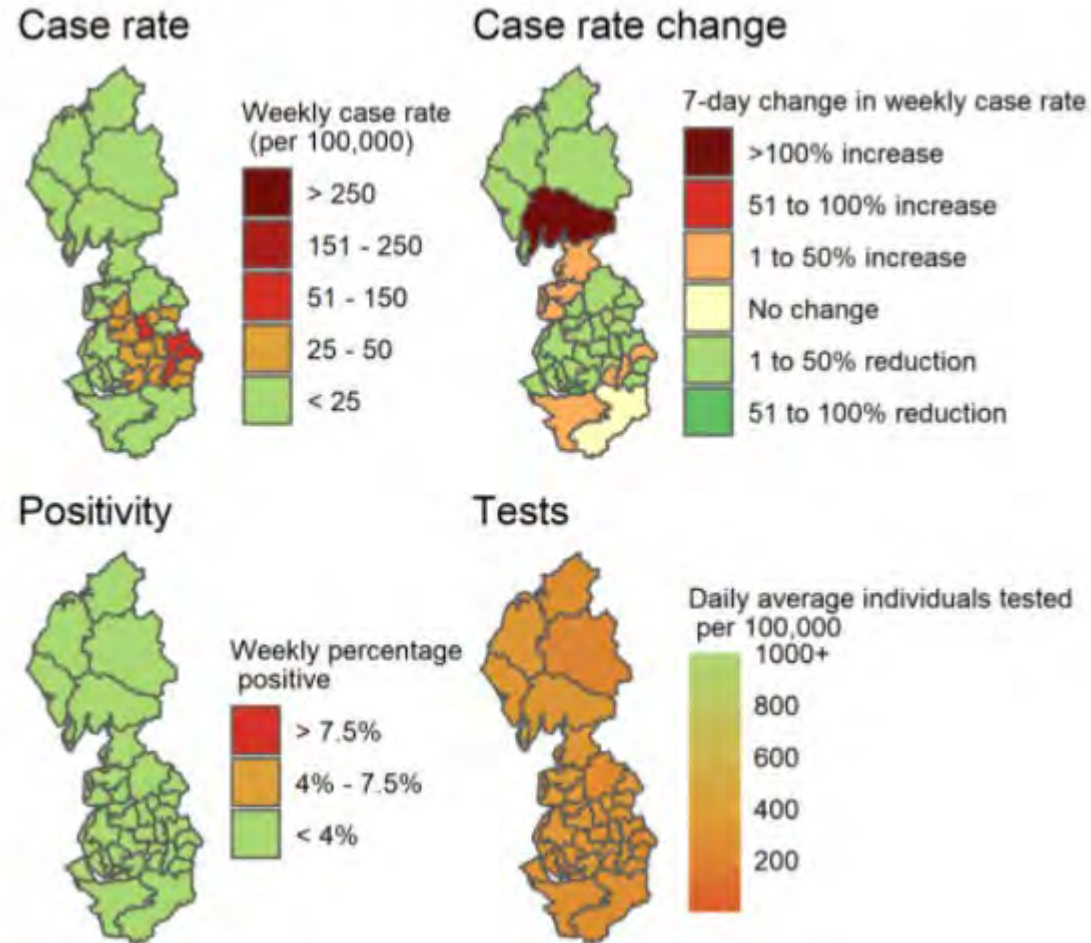 Case rate
Weekly case rate
(per 100,000)
> 250
151 - 250
51 - 150
25 - 50
< 25
Case rate change
7-day change in weekly case rate
>100% increase
51 to 100% increase
1 to 50% increase
No change
1 to 50% reduction
51 to 100% reduction
Positivity
Weekly percentage
positive
> 7.5%
4% - 7.5%
< 4%
Tests
Daily average individuals tested
per 100,000
1000+
800
600
400
200